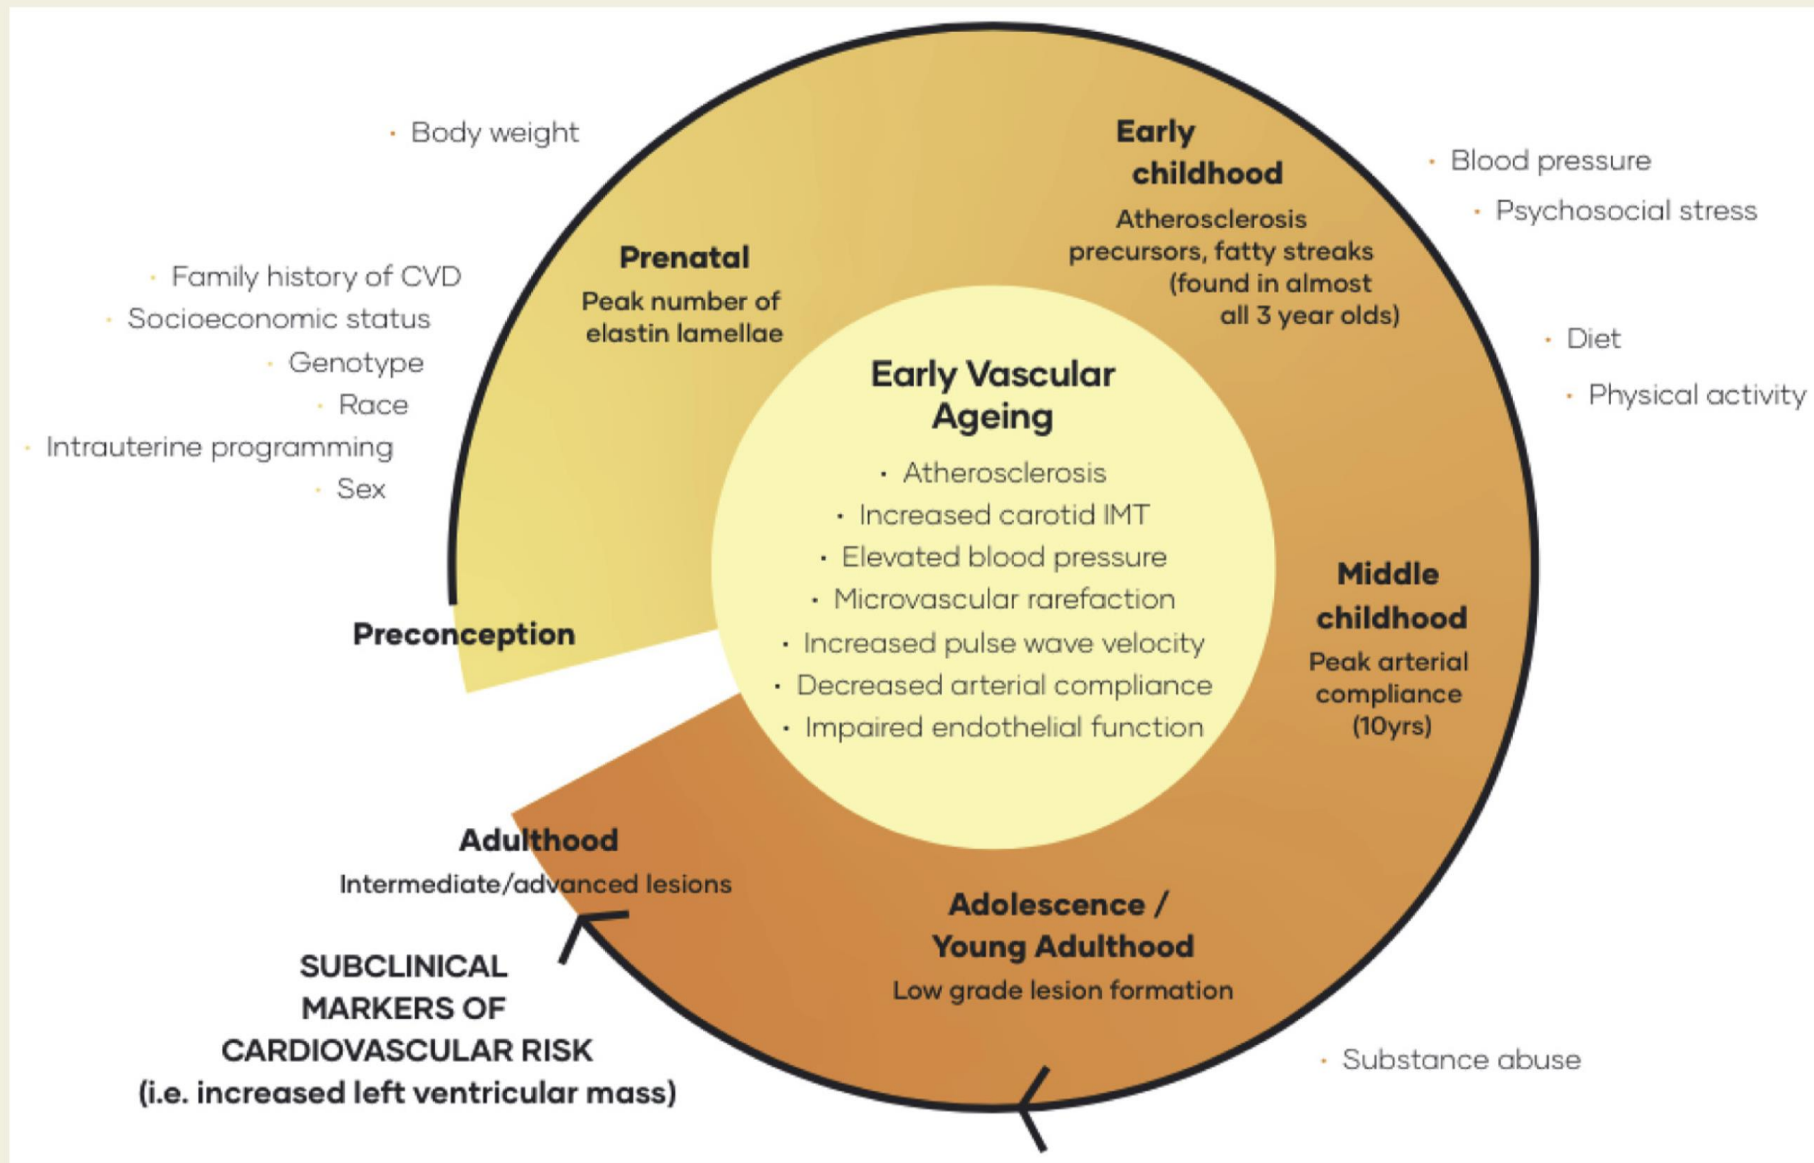 · Body weight
· Family history of CVD
· Socioeconomic status
· Genotype
· Race
· Intrauterine programming
· Sex
Preconception
Prenatal
Peak number of
elastin lamellae
Early
childhood
Atherosclerosis
precursors, fatty streaks
(found in almost
all 3 year olds)
· Blood pressure
· Psychosocial stress
· Diet
· Physical activity
Early Vascular
Ageing
· Atherosclerosis
· Increased carotid IMT
· Elevated blood pressure
· Microvascular rarefaction
· Increased pulse wave velocity
· Decreased arterial compliance
· Impaired endothelial function
Middle
childhood
Peak arterial
compliance
(10yrs)
Adolescence /
Young Adulthood
Low grade lesion formation
· Substance abuse
Adulthood
Intermediate/advanced lesions
SUBCLINICAL
MARKERS OF
CARDIOVASCULAR RISK
(i.e. increased left ventricular mass)